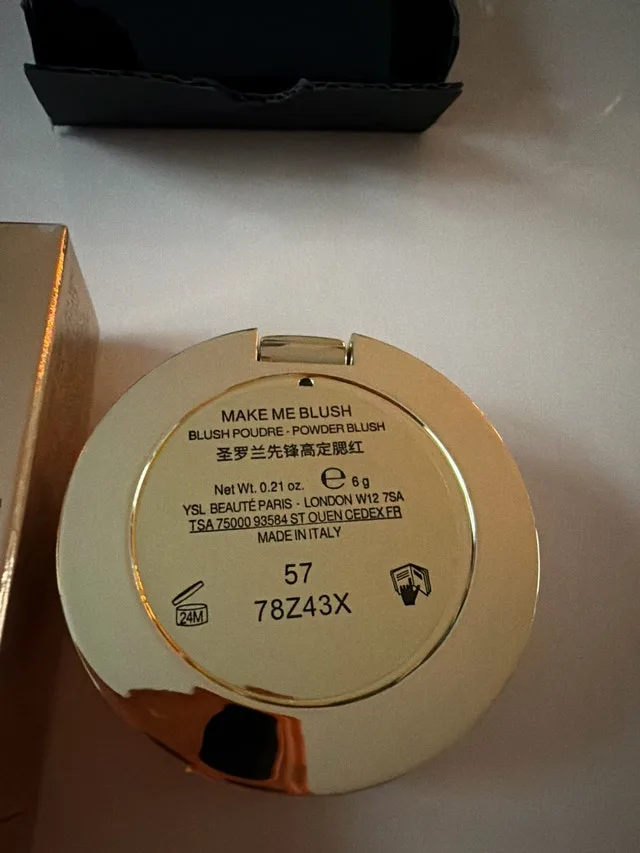 MAKE ME BLUSH
BLUSH POUDRE - POWDER BLUSH
圣罗兰先锋高定腮红
Net Wt. 0.21 oz. ℮ 6 g
YSL BEAUTÉ PARIS - LONDON W12 7SA
TSA 75000 93584 ST OUEN CEDEX FR
MADE IN ITALY
57
24M
78Z43X